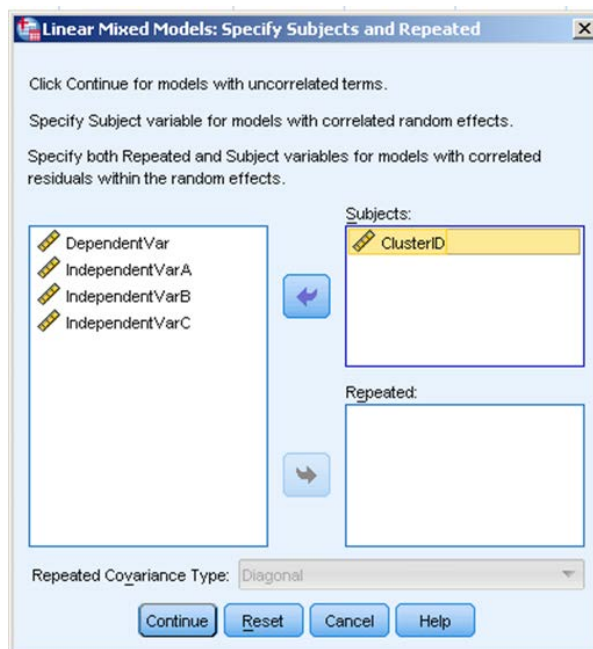 Linear Mixed Models: Specify Subjects and Repeated
Click Continue for models with uncorrelated terms.
Specify Subject variable for models with correlated random effects.
Specify both Repeated and Subject variables for models with correlated
residuals within the random effects.
DependentVar
IndependentVarA
IndependentVarB
IndependentVarC
Subjects:
ClusterID
Repeated:
Repeated Covariance Type:
Diagonal
Continue
Reset
Cancel
Help